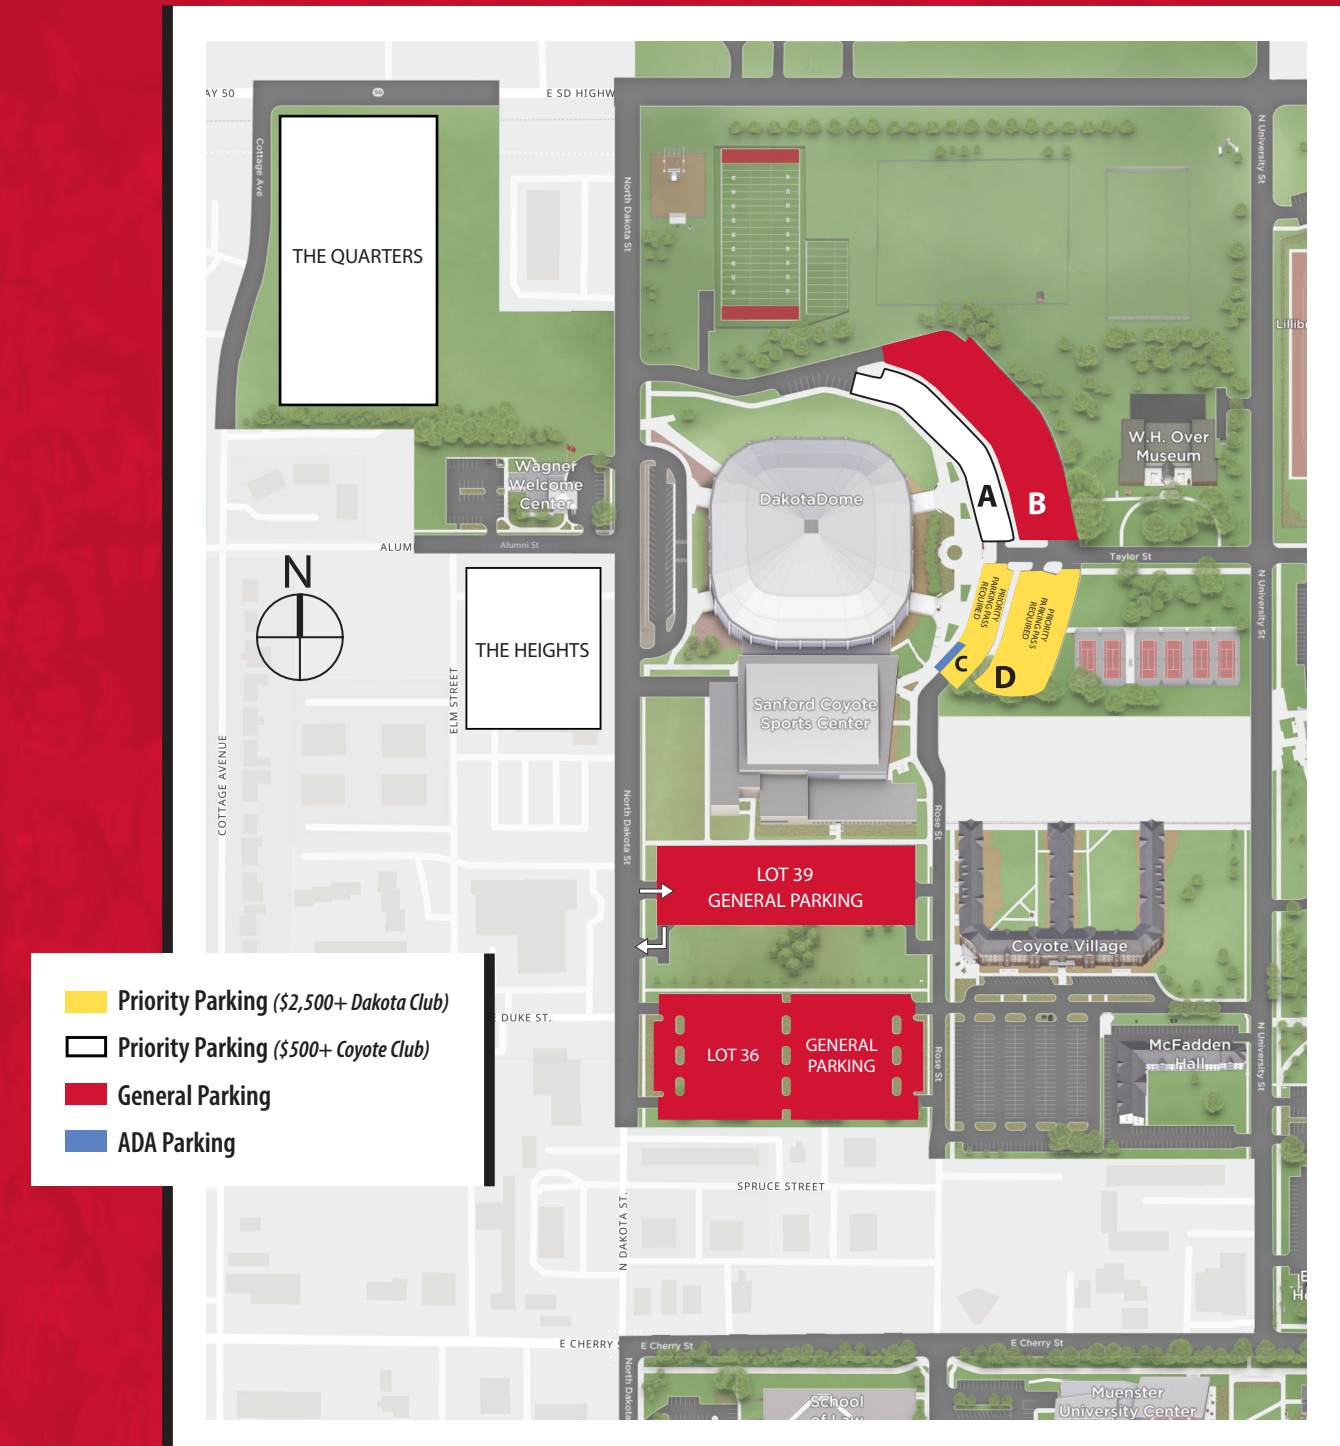 AY 50
50
E SD HIGHW
Cottage Ave
North Dakota St
N University St
THE QUARTERS
Lillib
W.H. Over
Museum
Wagner
Welcome
Center
DakotaDome
A
B
ALUM
Alumni St
Taylor St
N
PRIORITY
PARKING PASS
REQUIRED
PRIORITY
PARKING PASS
REQUIRED
N University St
THE HEIGHTS
C
D
ELM STREET
Sanford Coyote
Sports Center
COTTAGE AVENUE
North Dakota St
Rose St
LOT 39
GENERAL PARKING
Coyote Village
Priority Parking ($2,500+ Dakota Club)
Priority Parking ($500+ Coyote Club)
General Parking
ADA Parking
E DUKE ST.
LOT 36
GENERAL
PARKING
Rose St
McFadden
Hall
N University St
SPRUCE STREET
N DAKOTA ST.
E
Ho
E CHERRY S
E Cherry St
E Cherry St
North Dakota
School
of Law
Muenster
University Center